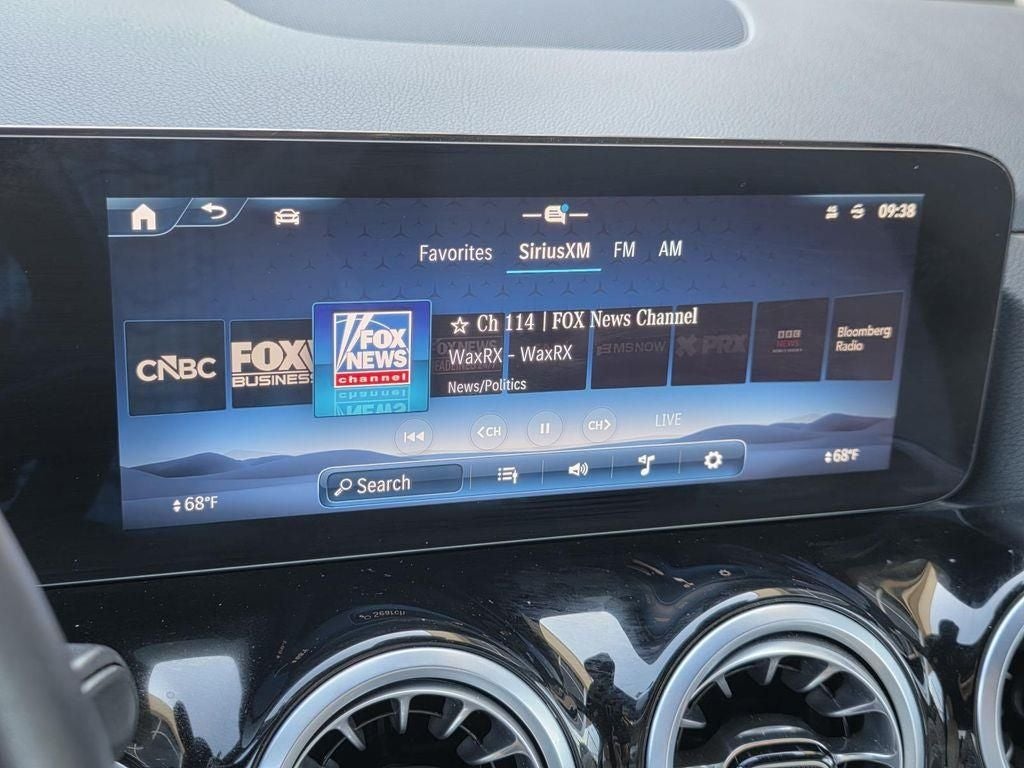 09:38
Favorites SiriusXM FM AM
CNBC
FOX
BUSINESS
FOX
NEWS
channel
☆ Ch 114 | FOX News Channel
WaxRX - WaxRX
News/Politics
MSNOW
PRX
BBC
NEWS
Bloomberg
Radio
<CH
CH>
LIVE
Search
68°F
68°F